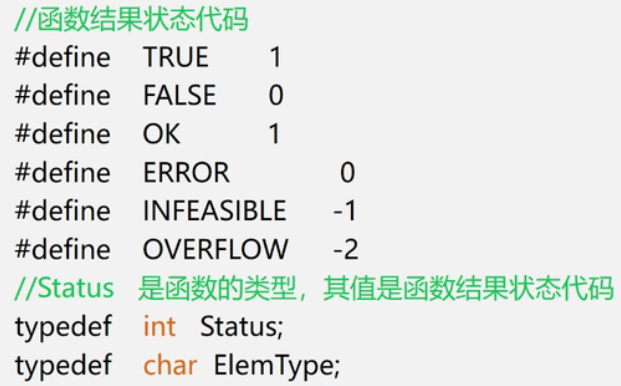 //函数结果状态代码
#define TRUE 1
#define FALSE 0
#define OK 1
#define ERROR 0
#define INFEASIBLE -1
#define OVERFLOW -2
//Status 是函数的类型，其值是函数结果状态代码
typedef int Status;
typedef char ElemType;